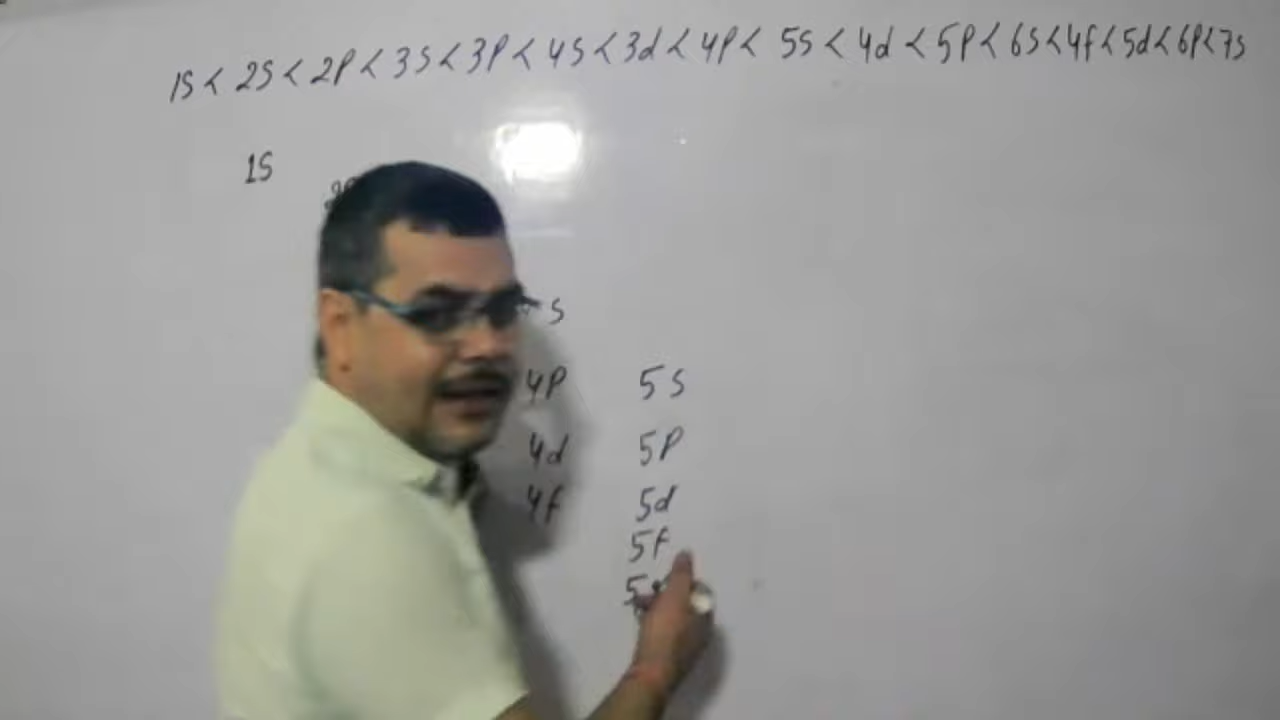 1S < 2S < 2P < 3S < 3P < 4S < 3d < 4P < 5S < 4d < 5P < 6S < 4f < 5d < 6P < 7S
1S
S
4P 5S
4d 5P
4f 5d
5f
5